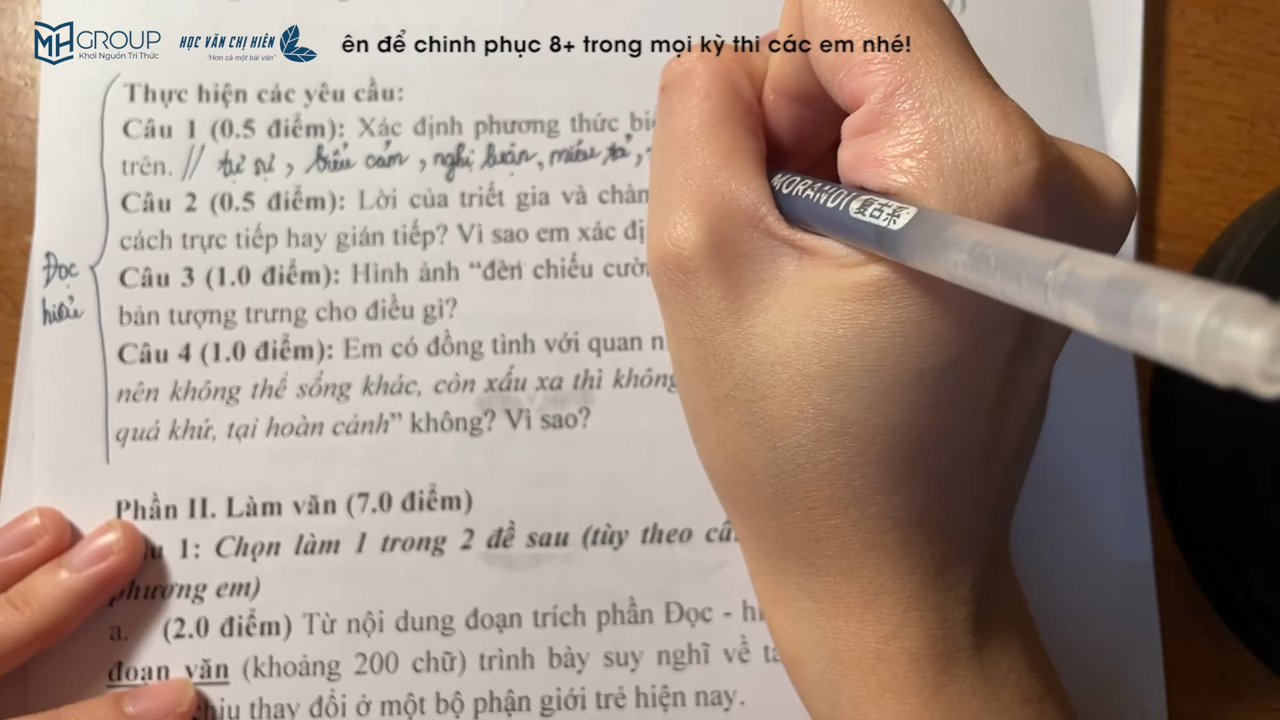 MH GROUP
Khơi Nguồn Tri Thức
HỌC VĂN CHỊ HIÊN
"Hơn cả một bài văn"
ên để chinh phục 8+ trong mọi kỳ thi các em nhé!
Thực hiện các yêu cầu:
Câu 1 (0.5 điểm): Xác định phương thức
trên. // tự sự, biểu cảm, nghị luận, miêu tả,
Câu 2 (0.5 điểm): Lời của triết gia và
cách trực tiếp hay gián tiếp? Vì sao em xác
Câu 3 (1.0 điểm): Hình ảnh "đèn chiếu
bản tượng trưng cho điều gì?
Câu 4 (1.0 điểm): Em có đồng tình với quan
nên không thể sống khác, còn xấu xa thì không
quá khứ, tại hoàn cảnh" không? Vì sao?
Đọc
hiểu
Phần II. Làm văn (7.0 điểm)
1: Chọn làm 1 trong 2 đề sau (tùy theo
phương em)
a. (2.0 điểm) Từ nội dung đoạn trích phần Đọc -
đoạn văn (khoảng 200 chữ) trình bày suy nghĩ về
chịu thay đổi ở một bộ phận giới trẻ hiện nay.
MORANDI 复古系